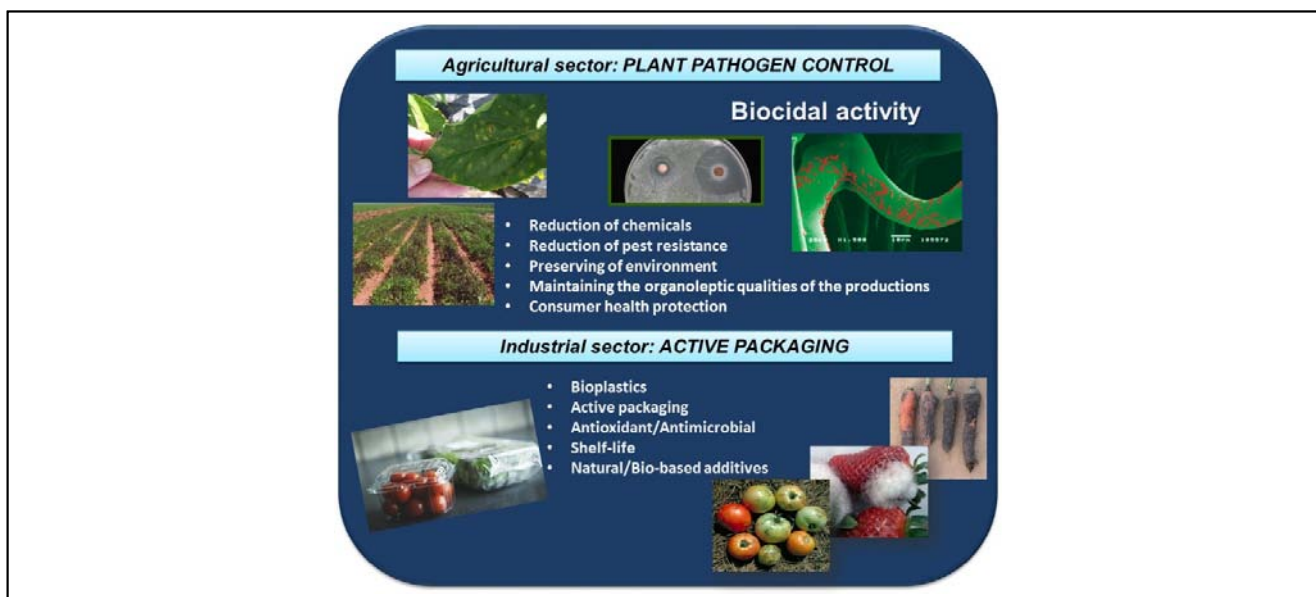 Agricultural sector: PLANT PATHOGEN CONTROL
Biocidal activity
• Reduction of chemicals
• Reduction of pest resistance
• Preserving of environment
• Maintaining the organoleptic qualities of the productions
• Consumer health protection
Industrial sector: ACTIVE PACKAGING
• Bioplastics
• Active packaging
• Antioxidant/Antimicrobial
• Shelf-life
• Natural/Bio-based additives